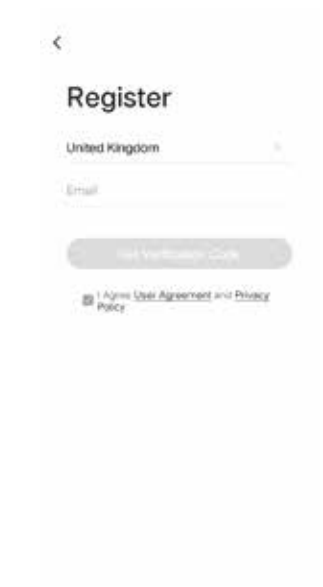 Register
United Kingdom
Email
Get Verification Code
I Agree User Agreement and Privacy
Policy